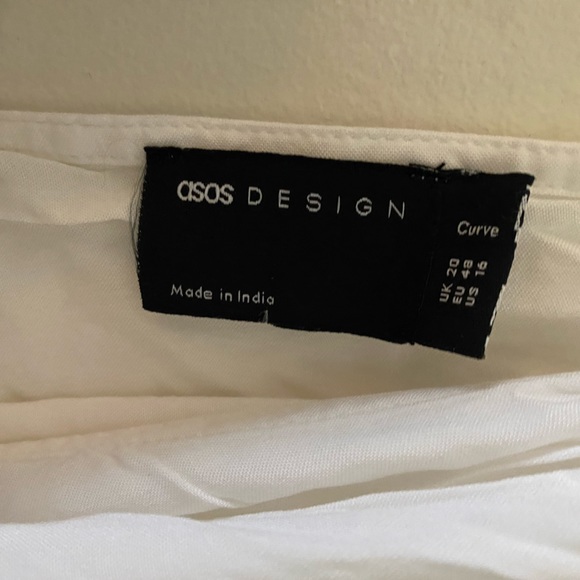 asos DESIGN
Curve
UK 20
EU 48
US 16
Made in India